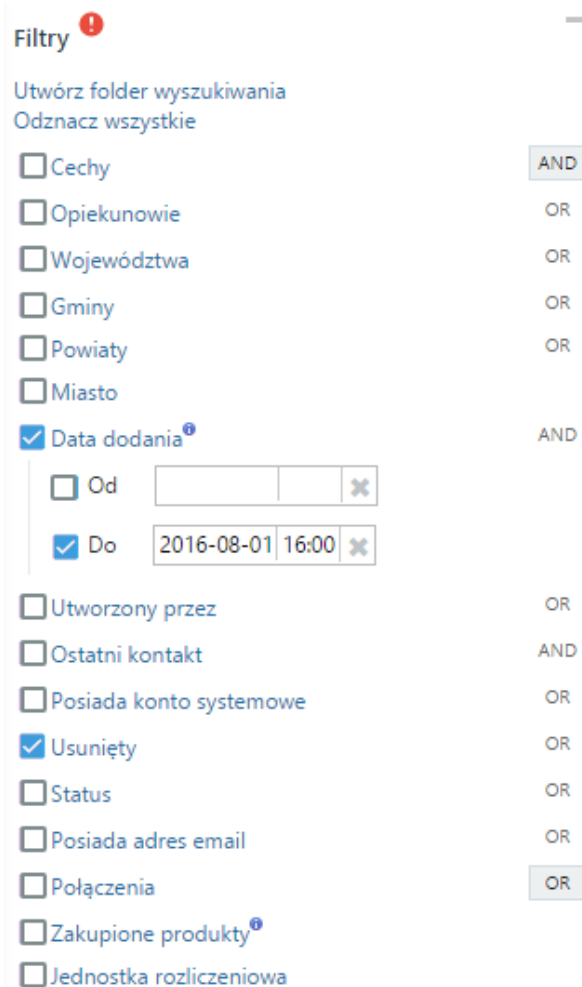 Filtry
Utwórz folder wyszukiwania
Odznacz wszystkie
Cechy AND
Opiekunowie OR
Województwa OR
Gminy OR
Powiaty OR
Miasto
Data dodania AND
Od
Do 2016-08-01 16:00
Utworzony przez OR
Ostatni kontakt AND
Posiada konto systemowe OR
Usunięty OR
Status OR
Posiada adres email OR
Połączenia OR
Zakupione produkty
Jednostka rozliczeniowa